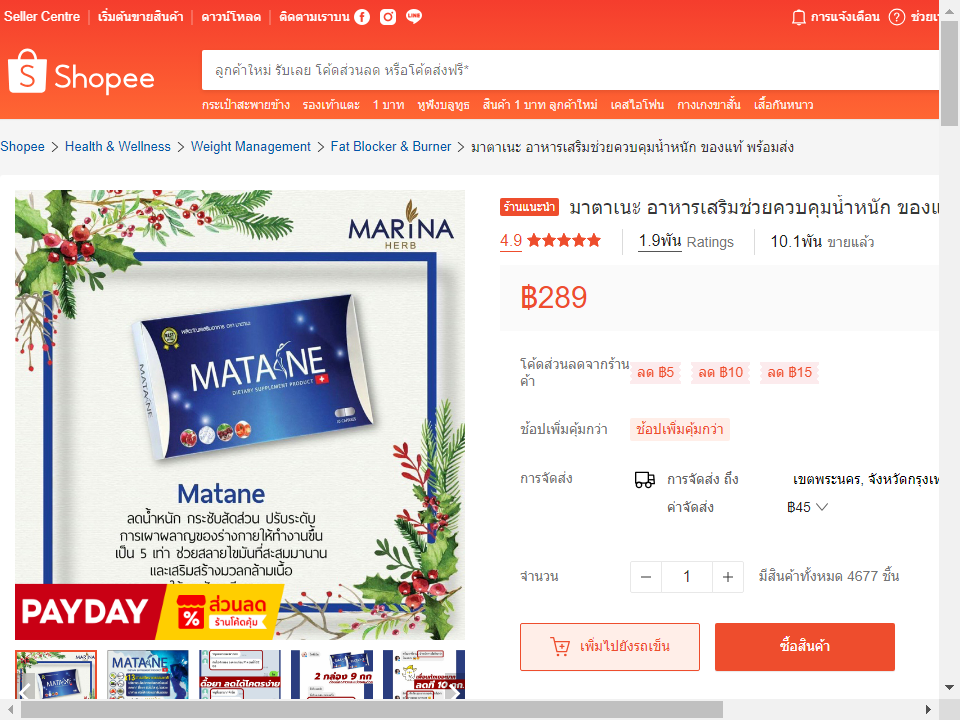 Seller Centre
เริ่มต้นขายสินค้า
ดาวน์โหลด
ติดตามเราบน
การแจ้งเตือน
Shopee
ลูกค้าใหม่ รับเลย โค้ดส่วนลด หรือโค้ดส่งฟรี*
กระเป๋าสะพายข้าง รองเท้าแตะ 1 บาท หูฟังบลูทูธ สินค้า 1 บาท ลูกค้าใหม่ เคสไอโฟน กางเกงขาสั้น เสื้อกันหนาว
Shopee > Health & Wellness > Weight Management > Fat Blocker & Burner > มาตาเนะ อาหารเสริมช่วยควบคุมน้ำหนัก ของแท้ พร้อมส่ง
MARINA
HERB
MATANE
DIETARY SUPPLEMENT PRODUCT
MATANE
Matane
ลดน้ำหนัก กระชับสัดส่วน ปรับระดับ
การเผาผลาญของร่างกายให้ทำงานขึ้น
เป็น 5 เท่า ช่วยสลายไขมันที่สะสมมานาน
และเสริมสร้างมวลกล้ามเนื้อ
PAYDAY
ส่วนลด
ร้านโค้ดคุ้ม
MATANE
ดื้อยา ลดได้โครงร่าง
2 กล่อง 9 กก
ลดที่ 10 กก.
ร้านแนะนำ มาตาเนะ อาหารเสริมช่วยควบคุมน้ำหนัก
4.9
1.9พัน Ratings
10.1พัน ขายแล้ว
฿289
โค้ดส่วนลดจากร้าน
ค้า
ลด ฿5 ลด ฿10 ลด ฿15
ช้อปเพิ่มคุ้มกว่า
ช้อปเพิ่มคุ้มกว่า
การจัดส่ง
การจัดส่ง ถึง
เขตพระนคร,
ค่าจัดส่ง
฿45
จำนวน
1
มีสินค้าทั้งหมด 4677 ชิ้น
เพิ่มไปยังรถเข็น
ซื้อสินค้า